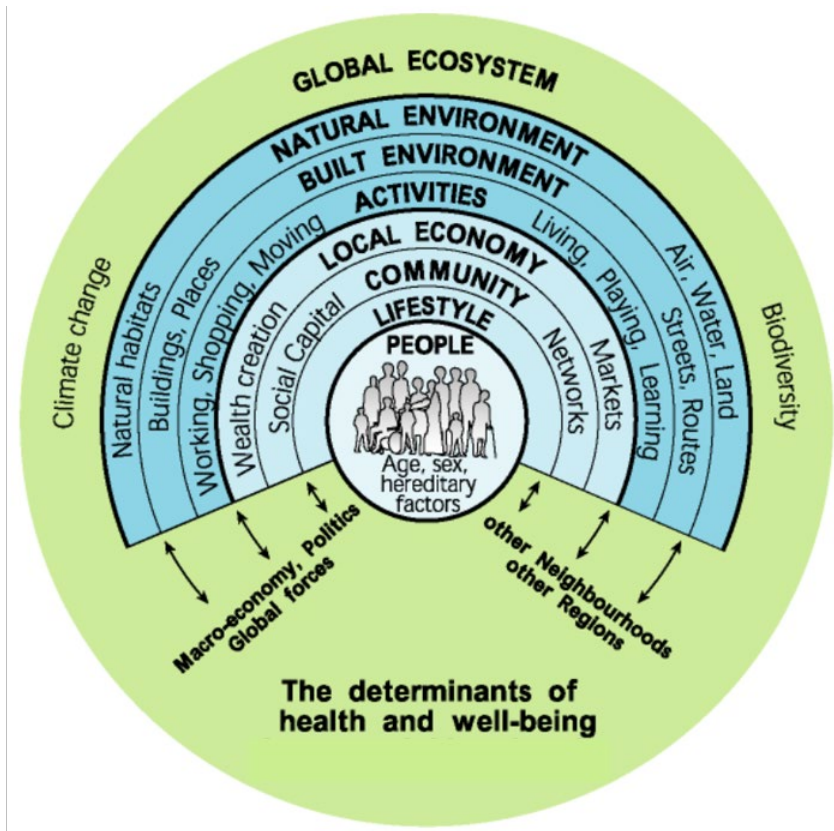 GLOBAL ECOSYSTEM
NATURAL ENVIRONMENT
BUILT ENVIRONMENT
ACTIVITIES
LOCAL ECONOMY
COMMUNITY
LIFESTYLE
PEOPLE
Age, sex,
hereditary
factors
Climate change
Natural habitats
Buildings, Places
Working, Shopping, Moving
Wealth creation
Social Capital
Networks
Markets
Living, Playing, Learning
Streets, Routes
Air, Water, Land
Biodiversity
Macro-economy, Politics
Global forces
other Neighbourhoods
other Regions
The determinants of
health and well-being